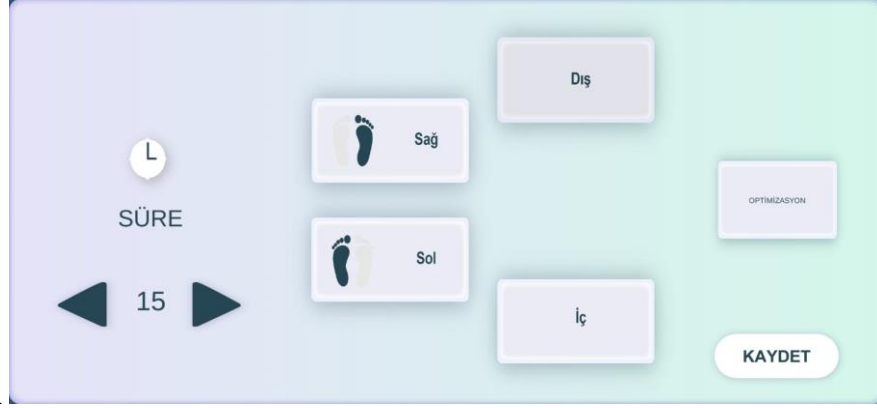 SÜRE
15
Sağ
Sol
Dış
İç
OPTİMİZASYON
KAYDET